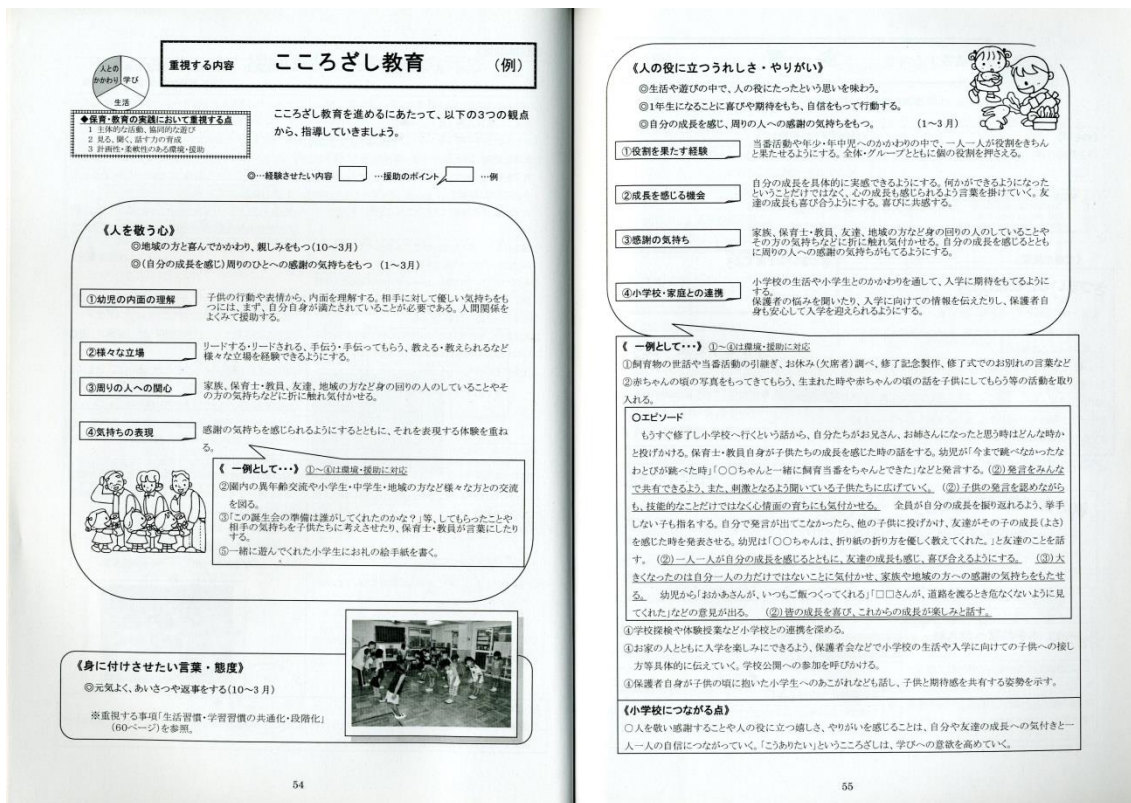 重視する内容 こころざし教育 (例)
人との
かかわり
学び
生活
◆保育・教育の実践において重視する点
1 主体的な活動、協同的な遊び
2 見る、聞く、話す力の育成
3 計画性・柔軟性のある環境・援助
こころざし教育を進めるにあたって、以下の3つの観点
から、指導していきましょう。
◎…経験させたい内容 …援助のポイント …例
《人を敬う心》
◎地域の方と喜んでかかわり、親しみをもつ(10～3月)
◎(自分の成長を感じ)周りのひとへの感謝の気持ちをもつ (1～3月)
①幼児の内面の理解
子供の行動や表情から、内面を理解する。相手に対して優しい気持ちをも
つには、まず、自分自身が満たされていることが必要である。人間関係を
よくみて援助する。
②様々な立場
リードする・リードされる、手伝う・手伝ってもらう、教える・教えられるなど
様々な立場を経験できるようにする。
③周りの人への関心
家族、保育士・教員、友達、地域の方など身の回りの人のしていることやそ
の方の気持ちなどに折に触れ気付かせる。
④気持ちの表現
感謝の気持ちを感じられるようにするとともに、それを表現する体験を重ね
る。
《 一例として・・・》 ①～④は環境・援助に対応
②園内の異年齢交流や小学生・中学生・地域の方など様々な方との交流
を図る。
③「この誕生会の準備は誰がしてくれたのかな？」等、してもらったことや
相手の気持ちを子供たちに考えさせたり、保育士・教員が言葉にしたり
する。
⑤一緒に遊んでくれた小学生にお礼の絵手紙を書く。
《身に付けさせたい言葉・態度》
◎元気よく、あいさつや返事をする(10～3月)
※重視する事項「生活習慣・学習習慣の共通化・段階化」
(60ページ)を参照。
54
《人の役に立つうれしさ・やりがい》
◎生活や遊びの中で、人の役にたったという思いを味わう。
◎1年生になることに喜びや期待をもち、自信をもって行動する。
◎自分の成長を感じ、周りの人への感謝の気持ちをもつ。 (1～3月)
①役割を果たす経験
当番活動や年少・年中児へのかかわりの中で、一人一人が役割をきちん
と果たせるようにする。全体・グループとともに個の役割を押さえる。
②成長を感じる機会
自分の成長を具体的に実感できるようにする。何かができるようになった
ということだけではなく、心の成長も感じられるよう言葉を掛けていく。友
達の成長も喜び合うようにする。喜びに共感する。
③感謝の気持ち
家族、保育士・教員、友達、地域の方など身の回りの人のしていることや
その方の気持ちなどに折に触れ気付かせる。自分の成長を感じるととも
に周りの人への感謝の気持ちがもてるようにする。
④小学校・家庭との連携
小学校の生活や小学生とのかかわりを通して、入学に期待をもてるように
する。
保護者の悩みを聞いたり、入学に向けての情報を伝えたりし、保護者自
身も安心して入学を迎えられるようにする。
《 一例として・・・》 ①～④は環境・援助に対応
①飼育物の世話や当番活動の引継ぎ、お休み(欠席者)調べ、修了記念製作、修了式でのお別れの言葉など
②赤ちゃんの頃の写真をもってきてもらう、生まれた時や赤ちゃんの頃の話を子供にしてもらう等の活動を取り
入れる。
○エピソード
もうすぐ修了し小学校へ行くという話から、自分たちがお兄さん、お姉さんになったと思う時はどんな時か
と投げかける。保育士・教員自身が子供たちの成長を感じた時の話をする。幼児が「今まで跳べなかったな
わとびが跳べた時」「○○ちゃんと一緒に飼育当番をちゃんとできた」などと発言する。(②)発言をみんな
で共有できるよう、また、刺激となるよう聞いている子供たちに広げていく。 (②)子供の発言を認めながら
も、技能的なことだけではなく心情面の育ちにも気付かせる。 全員が自分の成長を振り返れるよう、挙手
しない子も指名する。自分で発言が出てこなかったら、他の子供に投げかけ、友達がその子の成長(よさ)
を感じた時を発表させる。幼児は「○○ちゃんは、折り紙の折り方を優しく教えてくれた。」と友達のことを話
す。 (②)一人一人が自分の成長を感じるとともに、友達の成長も感じ、喜び合えるようにする。 (③)大
きくなったのは自分一人の力だけではないことに気付かせ、家族や地域の方への感謝の気持ちをもたせ
る。 幼児から「おかあさんが、いつもご飯つくってくれる」「□□さんが、道路を渡るとき危なくないように見
てくれた」などの意見が出る。 (②)皆の成長を喜び、これからの成長が楽しみと話す。
④学校探検や体験授業など小学校との連携を深める。
④お家の人とともに入学を楽しみにできるよう、保護者会などで小学校の生活や入学に向けての子供への接し
方等具体的に伝えていく。学校公開への参加を呼びかける。
④保護者自身が子供の頃に抱いた小学生へのあこがれなども話し、子供と期待感を共有する姿勢を示す。
《小学校につながる点》
○人を敬い感謝することや人の役に立つ嬉しさ、やりがいを感じることは、自分や友達の成長への気付きと一
人一人の自信につながっていく。「こうありたい」というこころざしは、学びへの意欲を高めていく。
55